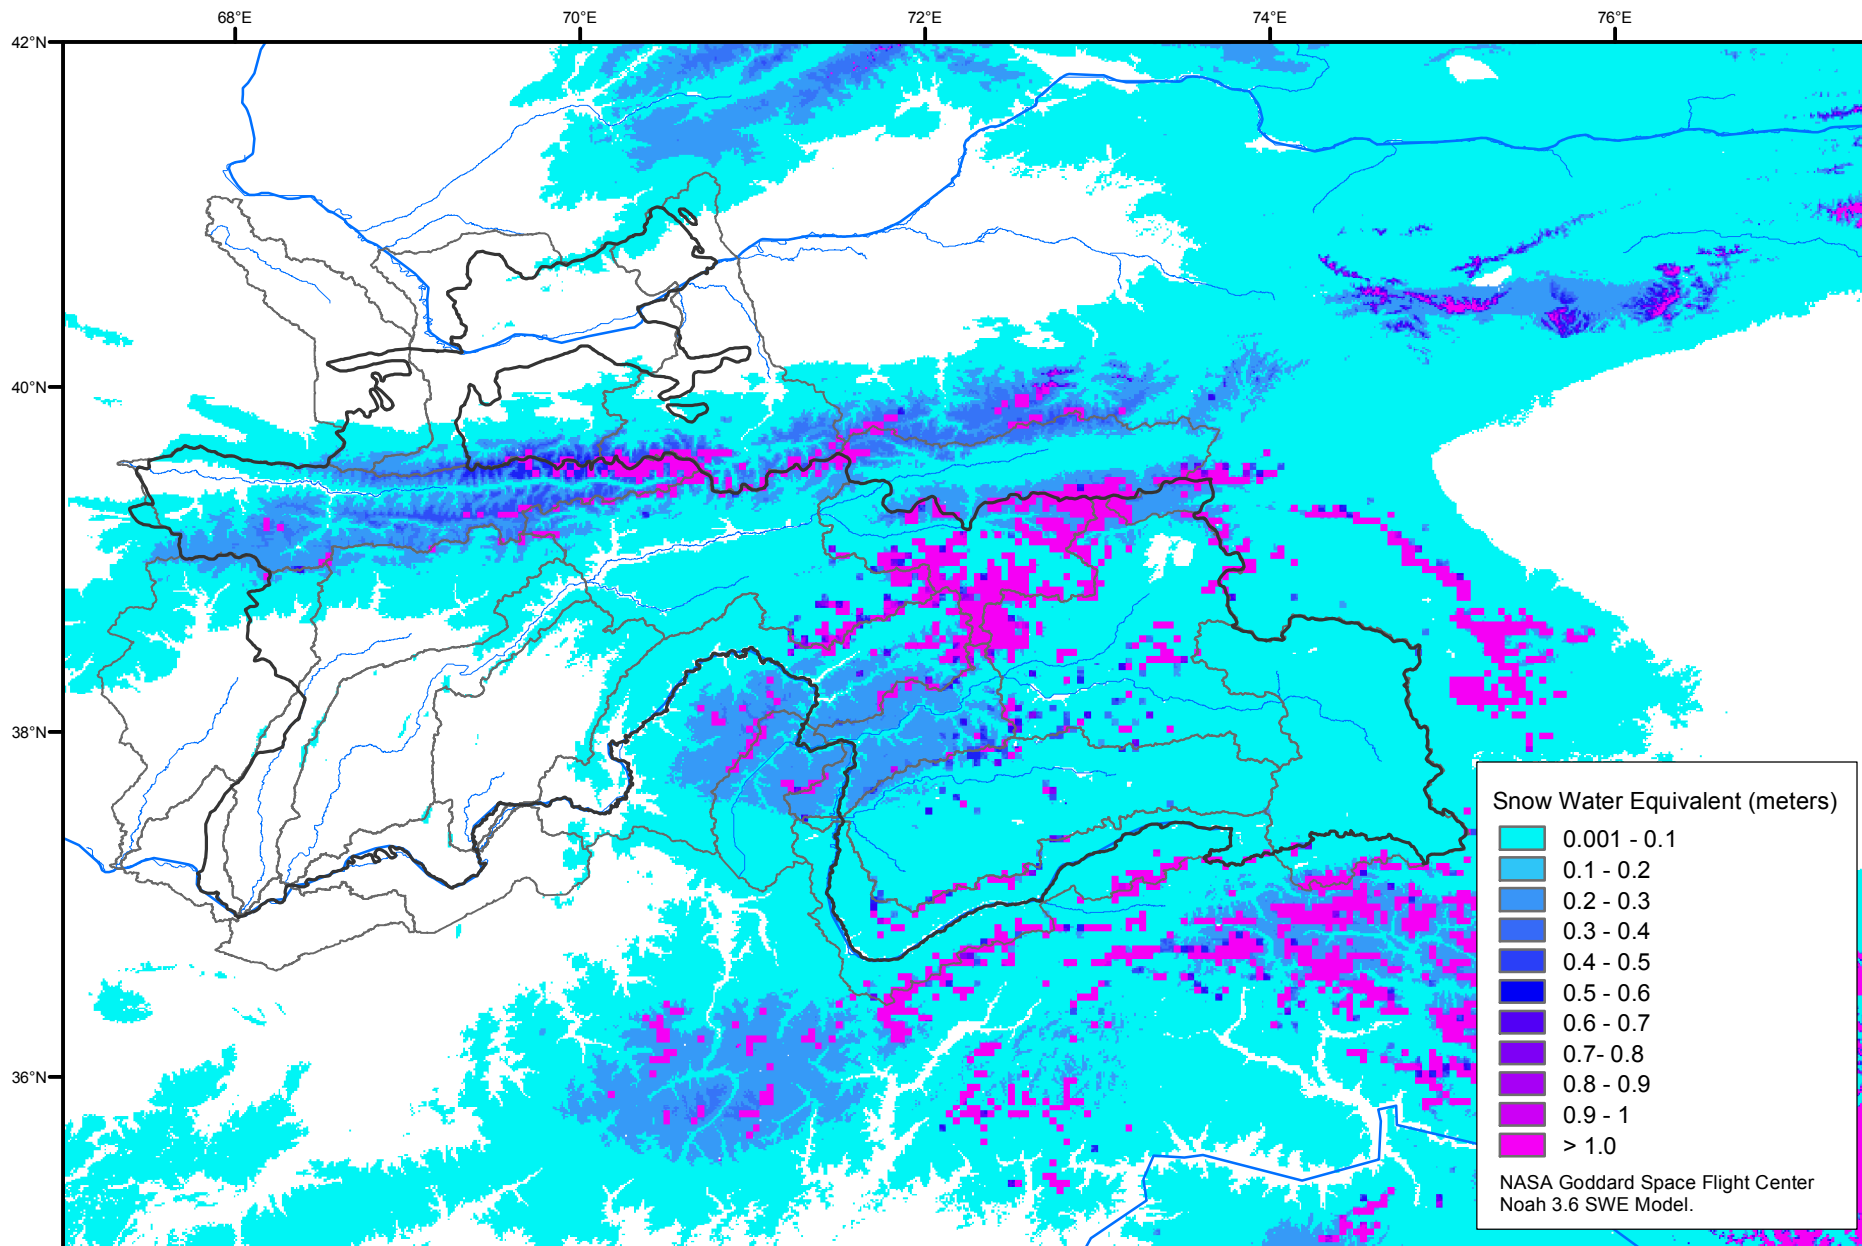 68°E 70°E 72°E 74°E 76°E
42°N
40°N
38°N
36°N
Snow Water Equivalent (meters)
0.001 - 0.1
0.1 - 0.2
0.2 - 0.3
0.3 - 0.4
0.4 - 0.5
0.5 - 0.6
0.6 - 0.7
0.7- 0.8
0.8 - 0.9
0.9 - 1
> 1.0
NASA Goddard Space Flight Center
Noah 3.6 SWE Model.